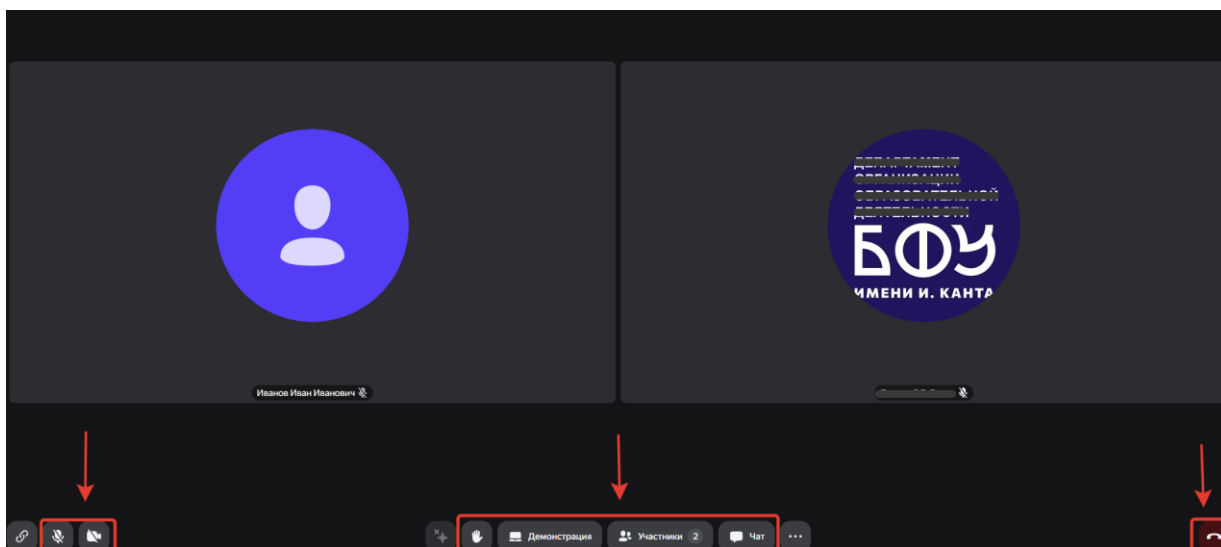 БФУ
ИМЕНИ И. КАНТА
Иванов Иван Иванович
Демонстрация
Участники 2
Чат